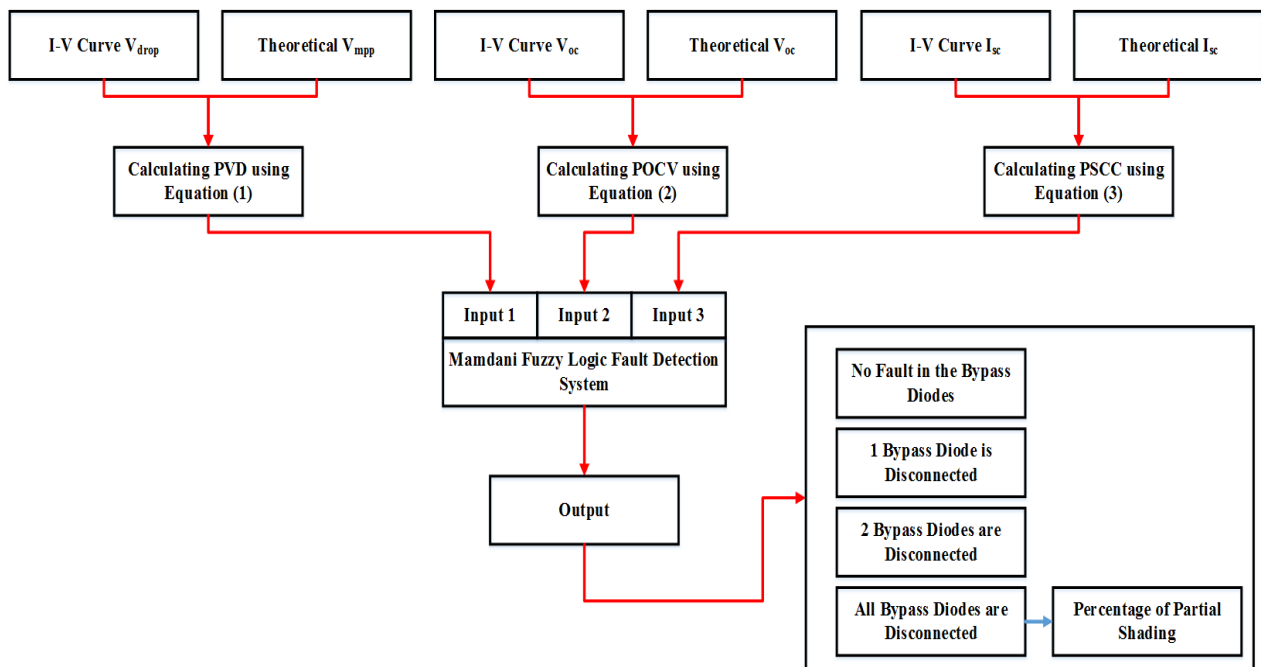 I-V Curve Vdrop
Theoretical Vmpp
I-V Curve Voc
Theoretical Voc
I-V Curve Isc
Theoretical Isc
Calculating PVD using
Equation (1)
Calculating POCV using
Equation (2)
Calculating PSCC using
Equation (3)
Input 1
Input 2
Input 3
Mamdani Fuzzy Logic Fault Detection
System
Output
No Fault in the Bypass
Diodes
1 Bypass Diode is
Disconnected
2 Bypass Diodes are
Disconnected
All Bypass Diodes are
Disconnected
Percentage of Partial
Shading